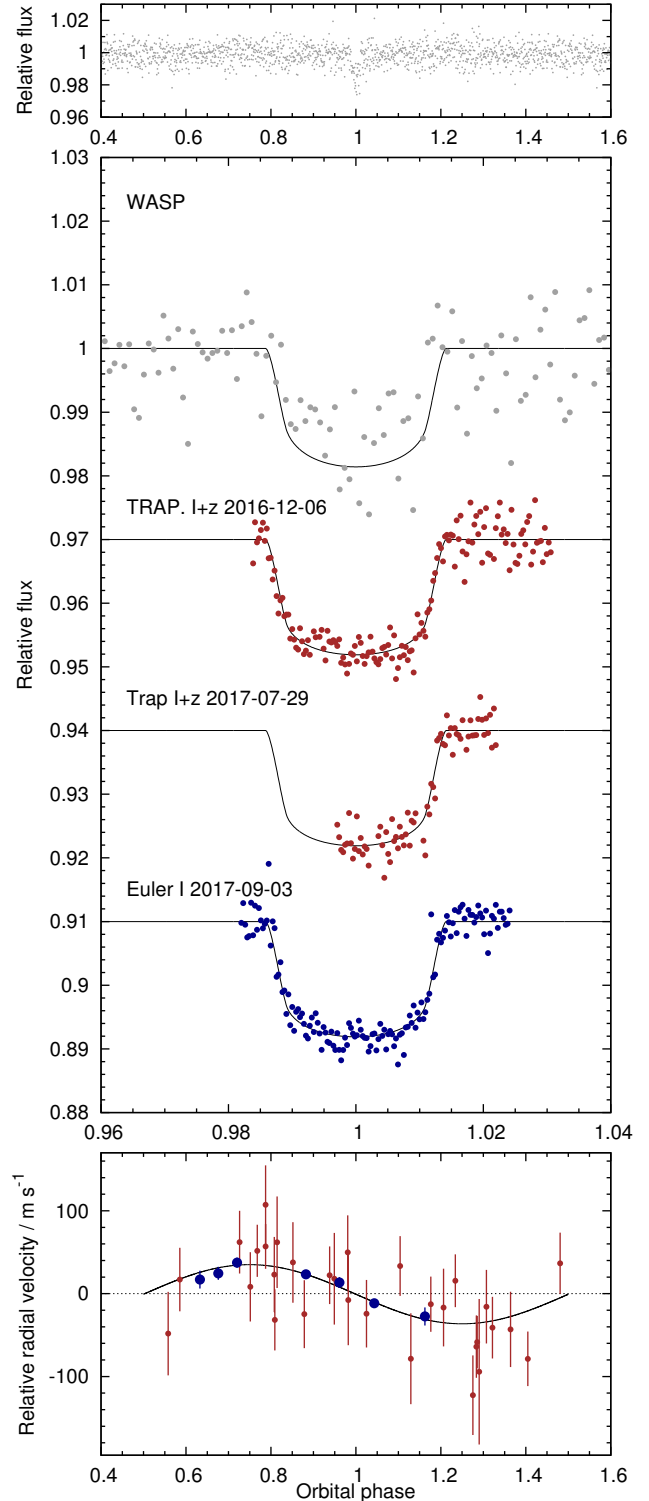 Relative flux
1.02
1
0.98
0.96
0.4 0.6 0.8 1 1.2 1.4 1.6
Relative flux
1.03
1.02
1.01
1
0.99
0.98
0.97
0.96
0.95
0.94
0.93
0.92
0.91
0.9
0.89
0.88
WASP
TRAP. I+z 2016-12-06
Trap I+z 2017-07-29
Euler I 2017-09-03
0.96 0.98 1 1.02 1.04
Relative radial velocity / m s⁻¹
100
0
-100
0.4 0.6 0.8 1 1.2 1.4 1.6
Orbital phase